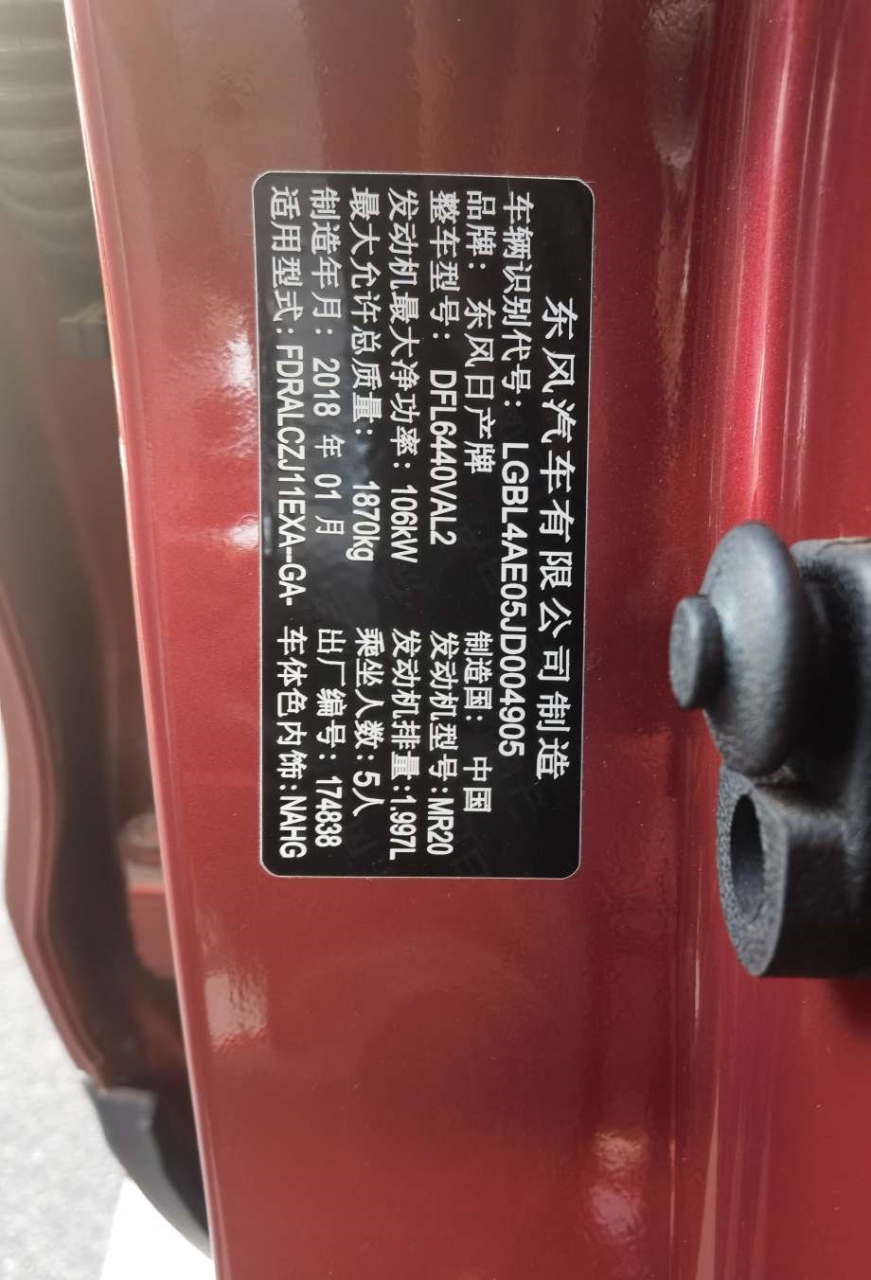 东风汽车有限公司制造
车辆识别代号: LGBL4AE05JD004905
品牌: 东风日产牌 制造国: 中国
整车型号: DFL6440VAL2 发动机型号:MR20
发动机最大净功率: 106kW 发动机排量:1.997L
最大允许总质量: 1870kg 乘坐人数: 5人
制造年月: 2018 年 01 月 出厂编号: 174838
适用型式: FDRALCZJ11EXA--GA- 车体色内饰: NAHG